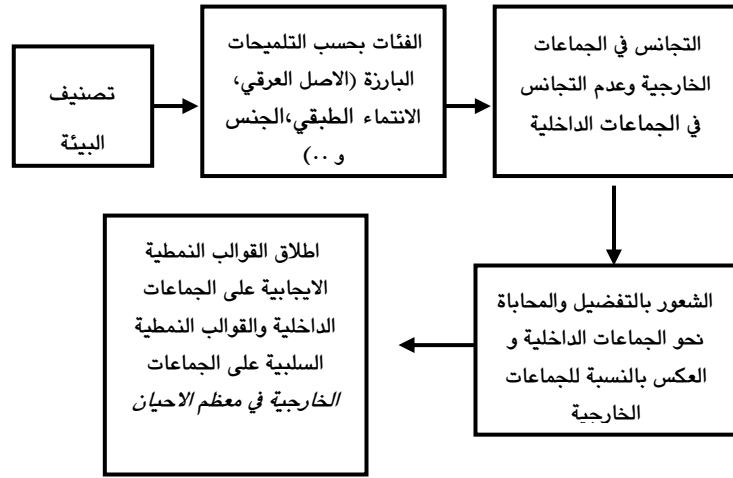 تصنيف
البيئة
الفئات بحسب التلميحات
البارزة (الاصل العرقي،
الانتماء الطبقي،الجنس
و ..)
التجانس في الجماعات
الخارجية وعدم التجانس
في الجماعات الداخلية
الشعور بالتفضيل والمحاباة
نحو الجماعات الداخلية و
العكس بالنسبة للجماعات
الخارجية
اطلاق القوالب النمطية
الايجابية على الجماعات
الداخلية والقوالب النمطية
السلبية على الجماعات
الخارجية في معظم الاحيان